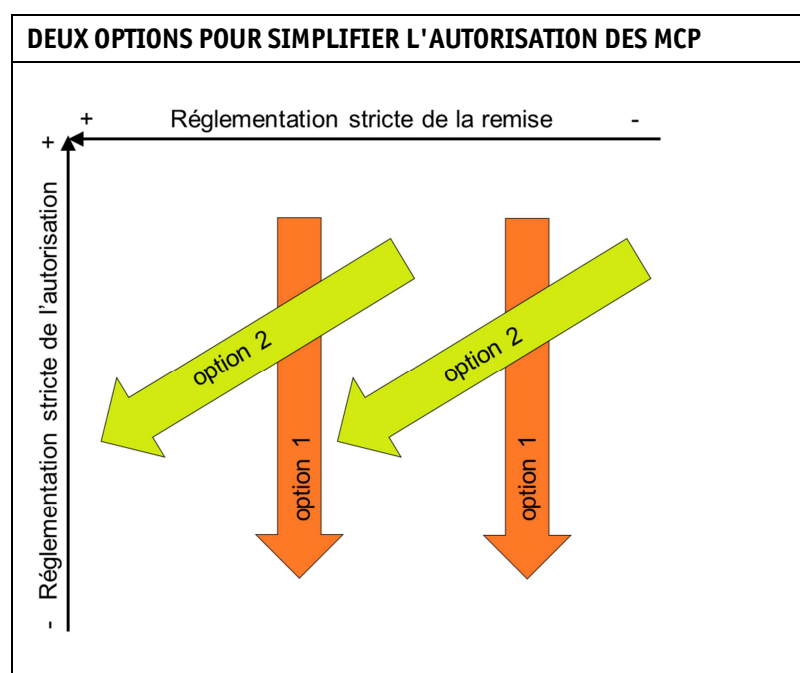 DEUX OPTIONS POUR SIMPLIFIER L'AUTORISATION DES MCP
+ Réglementation stricte de la remise -
+
- Réglementation stricte de l'autorisation
option 2
option 2
option 1
option 1